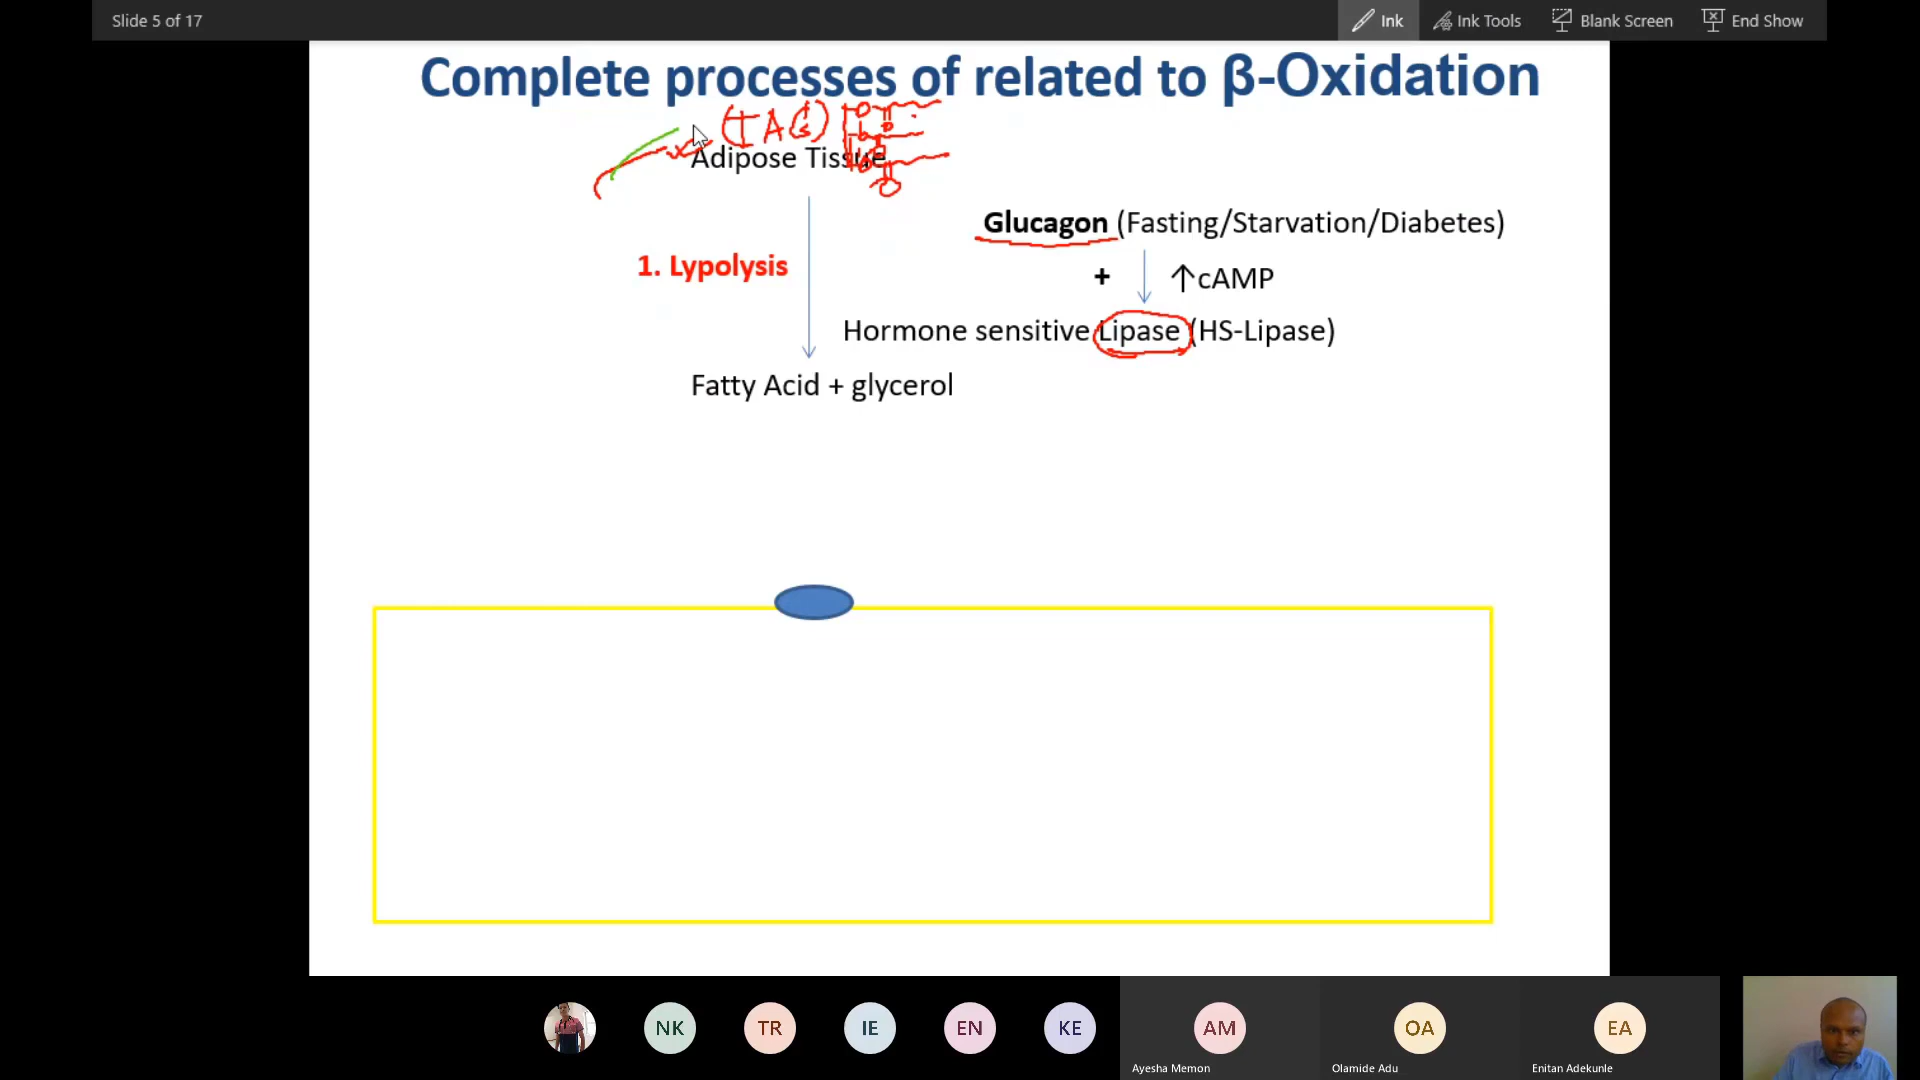 Slide 5 of 17
Ink
Ink Tools
Blank Screen
End Show
Complete processes of related to β-Oxidation
(TAG)
Adipose Tissue
Glucagon (Fasting/Starvation/Diabetes)
1. Lypolysis
+ ↑cAMP
Hormone sensitive Lipase (HS-Lipase)
Fatty Acid + glycerol
NK
TR
IE
EN
KE
AM
OA
EA
Ayesha Memon
Olamide Adu
Enitan Adekunle